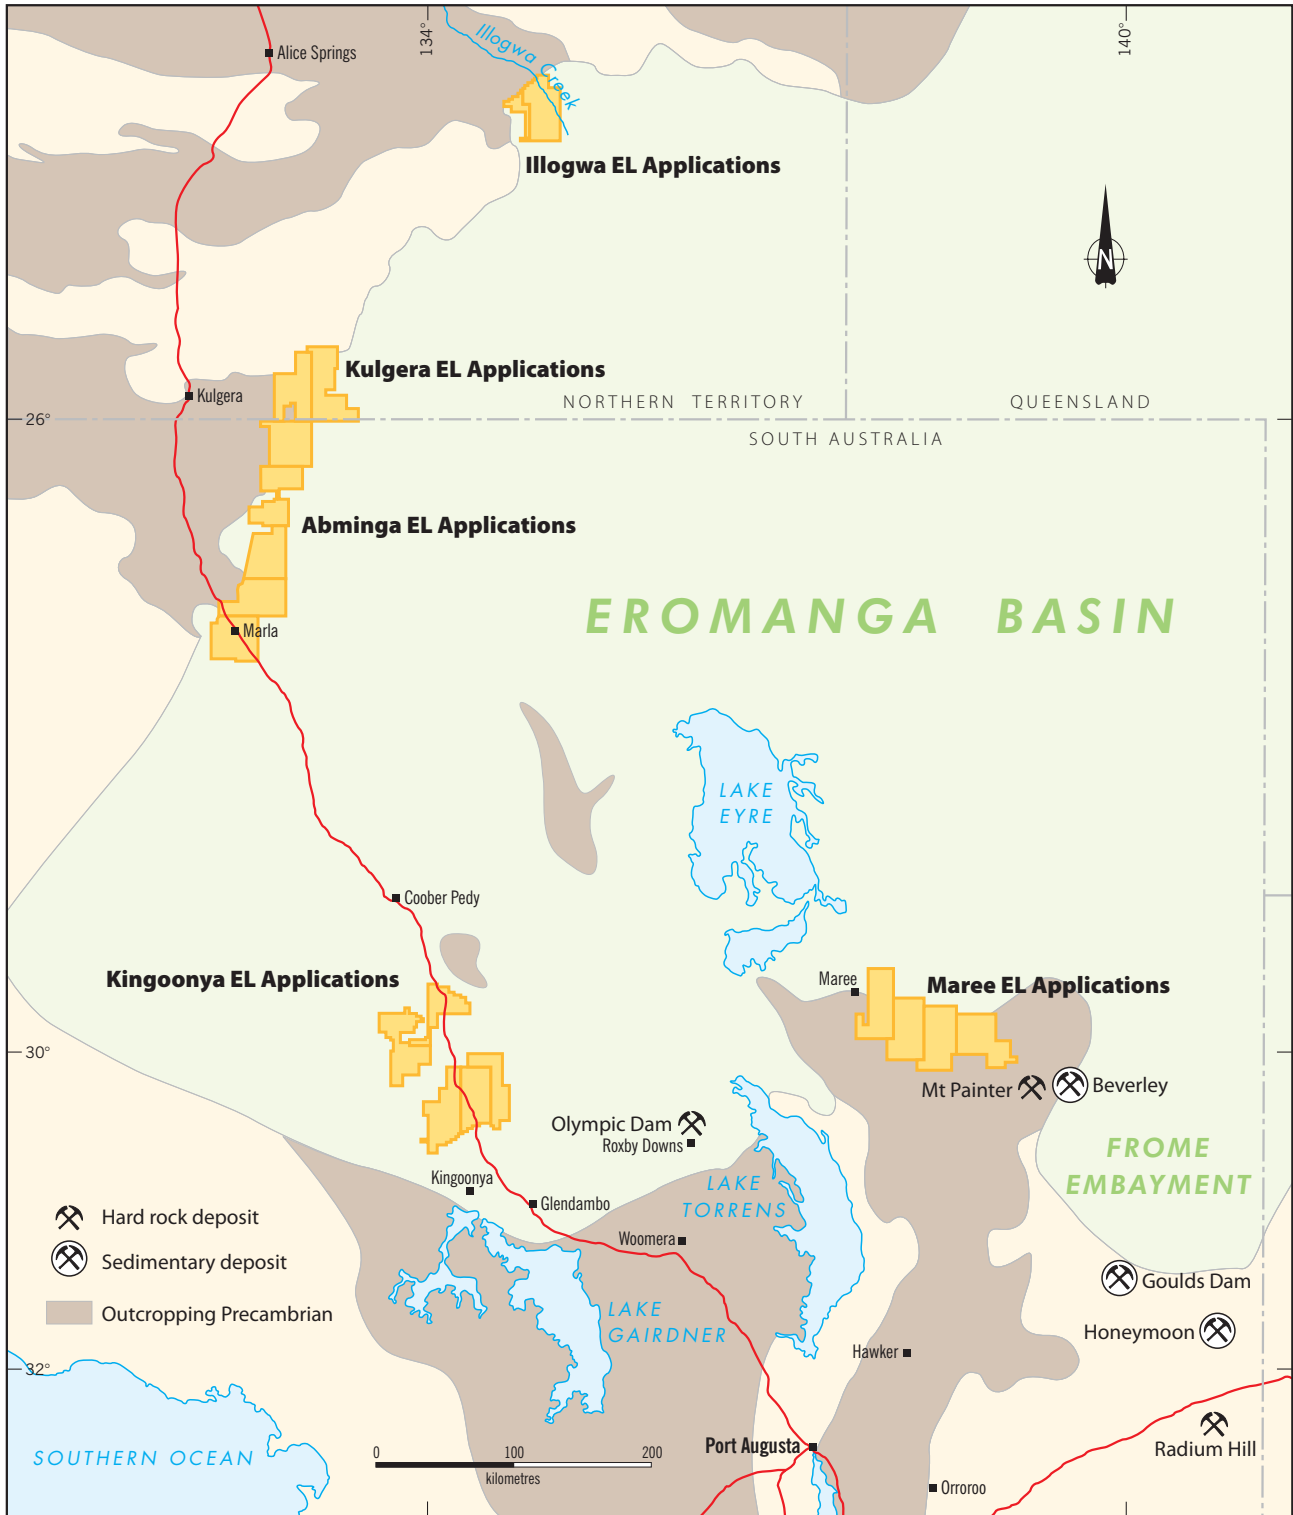 134°
140°
Alice Springs
Illogwa Creek
Illogwa EL Applications
N
Kulgera EL Applications
Kulgera
NORTHERN TERRITORY
QUEENSLAND
26°
SOUTH AUSTRALIA
Abminga EL Applications
EROMANGA BASIN
Marla
LAKE
EYRE
Coober Pedy
Kingoonya EL Applications
Maree
Maree EL Applications
30°
Mt Painter
Beverley
Olympic Dam
Roxby Downs
FROME
EMBAYMENT
Kingoonya
LAKE
TORRENS
Glendambo
Woomera
Hard rock deposit
Sedimentary deposit
Goulds Dam
Outcropping Precambrian
LAKE
GAIRDNER
Honeymoon
Hawker
32°
Radium Hill
Port Augusta
SOUTHERN OCEAN
0 100 200
kilometres
Orroroo